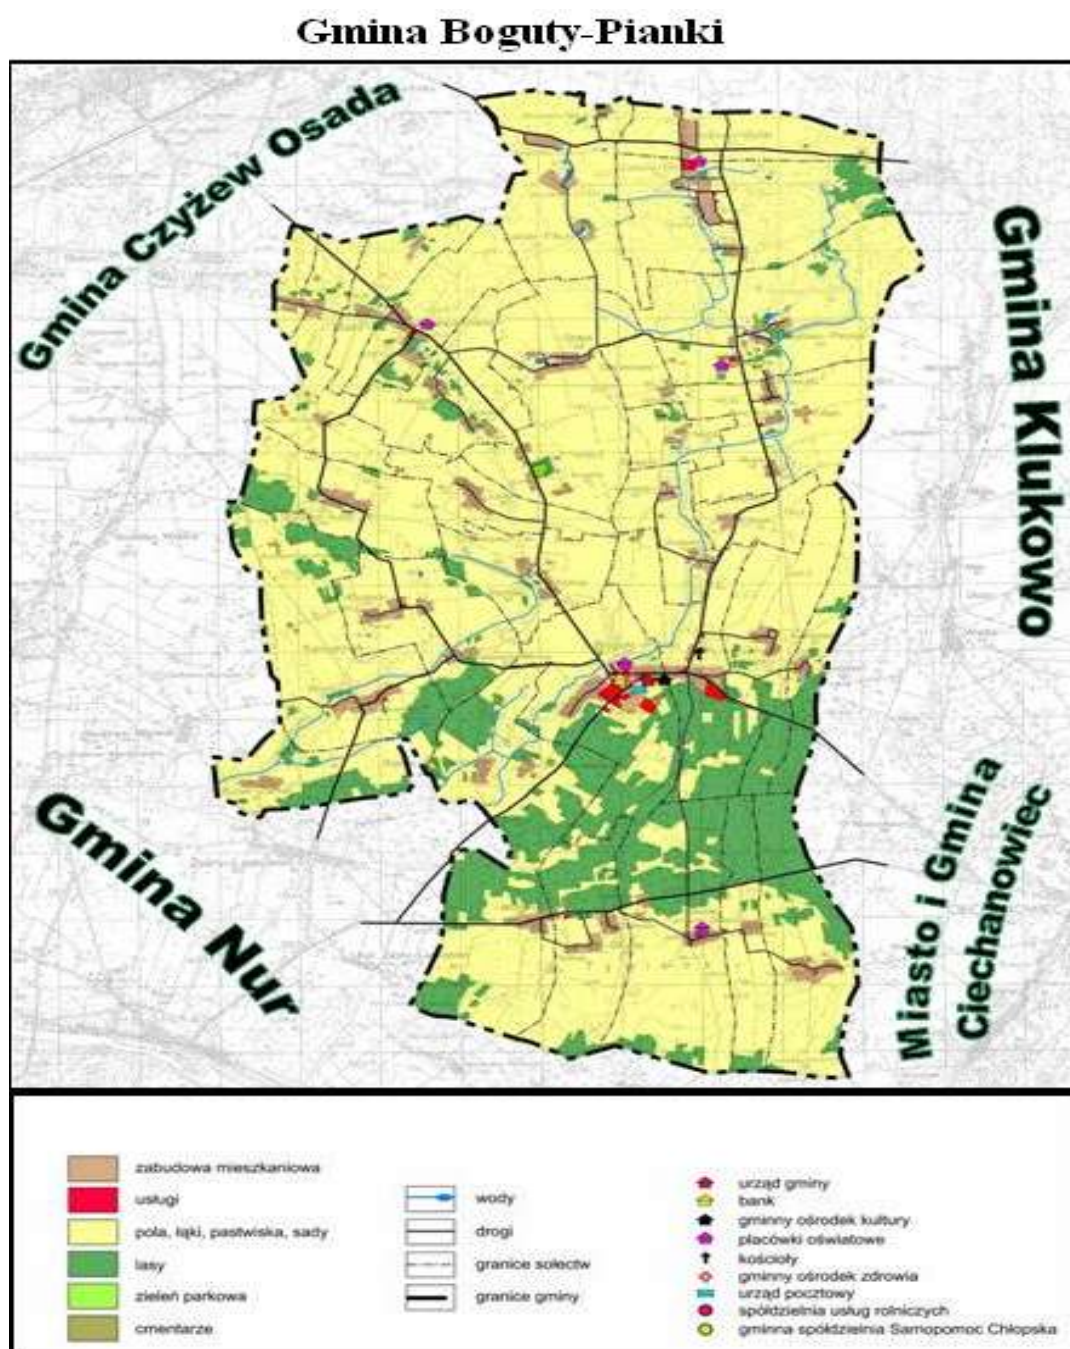 Gmina Boguty-Pianki
Gmina Czyżew Osada
Gmina Klukowo
Gmina Nur
Miasto i Gmina
Ciechanowiec
zabudowa mieszkaniowa
usługi
pola, łąki, pastwiska, sady
lasy
zieleń parkowa
cmentarze
wody
drogi
granice sołectw
granice gminy
urząd gminy
bank
gminny ośrodek kultury
placówki oświatowe
kościoły
gminny ośrodek zdrowia
urząd pocztowy
spółdzielnia usług rolniczych
gminna spółdzielnia Samopomoc Chłopska